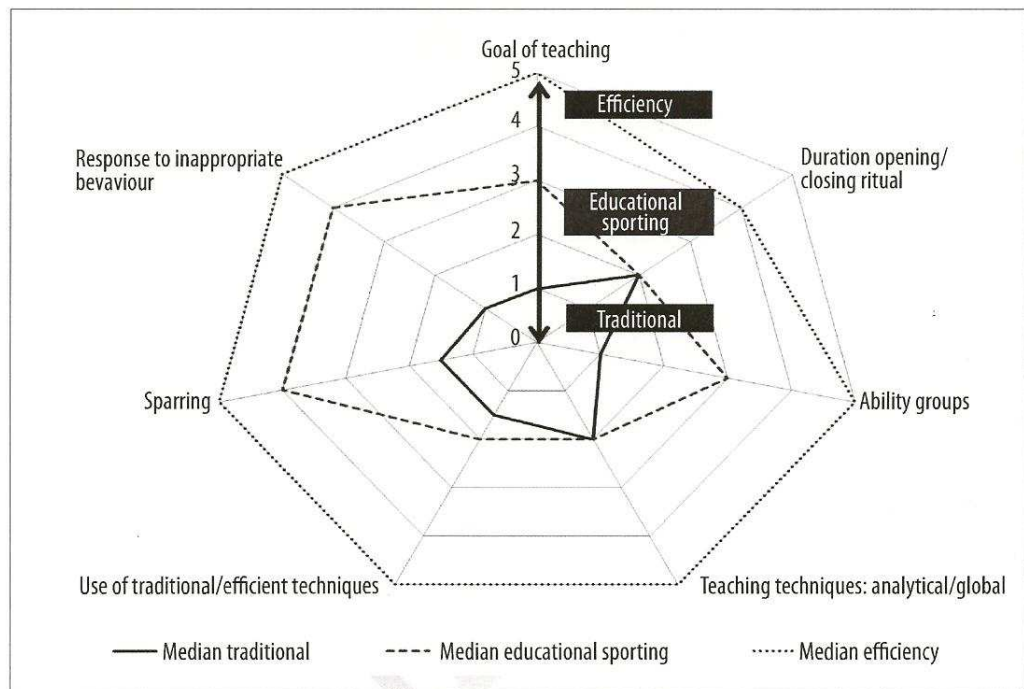 Goal of teaching
5
Efficiency
4
Response to inappropriate
bevaviour
Duration opening/
closing ritual
3
Educational
sporting
2
1
Traditional
0
Sparring
Ability groups
Use of traditional/efficient techniques
Teaching techniques: analytical/global
Median traditional
Median educational sporting
Median efficiency